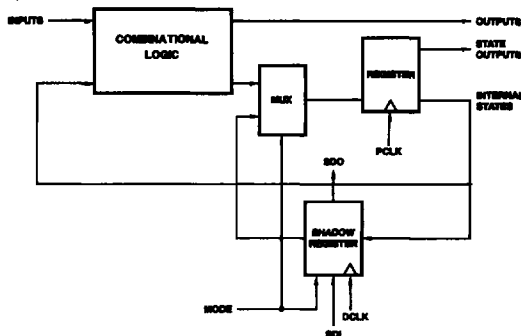 INPUTS
COMBINATIONAL
LOGIC
OUTPUTS
STATE
OUTPUTS
REGISTER
MUX
INTERNAL
STATES
PCLK
SDO
SHADOW
REGISTER
MODE
DCLK
SDI